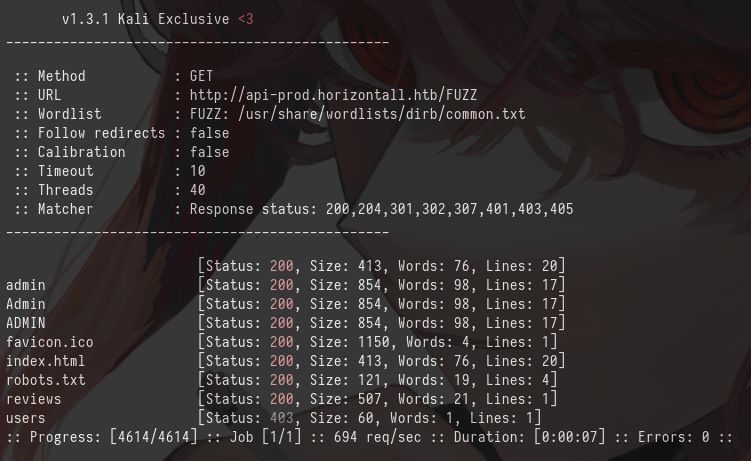 v1.3.1 Kali Exclusive <3
________________________________________________
:: Method : GET
:: URL : http://api-prod.horizontall.htb/FUZZ
:: Wordlist : FUZZ: /usr/share/wordlists/dirb/common.txt
:: Follow redirects : false
:: Calibration : false
:: Timeout : 10
:: Threads : 40
:: Matcher : Response status: 200,204,301,302,307,401,403,405
________________________________________________
[Status: 200, Size: 413, Words: 76, Lines: 20]
admin [Status: 200, Size: 854, Words: 98, Lines: 17]
Admin [Status: 200, Size: 854, Words: 98, Lines: 17]
ADMIN [Status: 200, Size: 854, Words: 98, Lines: 17]
favicon.ico [Status: 200, Size: 1150, Words: 4, Lines: 1]
index.html [Status: 200, Size: 413, Words: 76, Lines: 20]
robots.txt [Status: 200, Size: 121, Words: 19, Lines: 4]
reviews [Status: 200, Size: 507, Words: 21, Lines: 1]
users [Status: 403, Size: 60, Words: 1, Lines: 1]
:: Progress: [4614/4614] :: Job [1/1] :: 694 req/sec :: Duration: [0:00:07] :: Errors: 0 ::